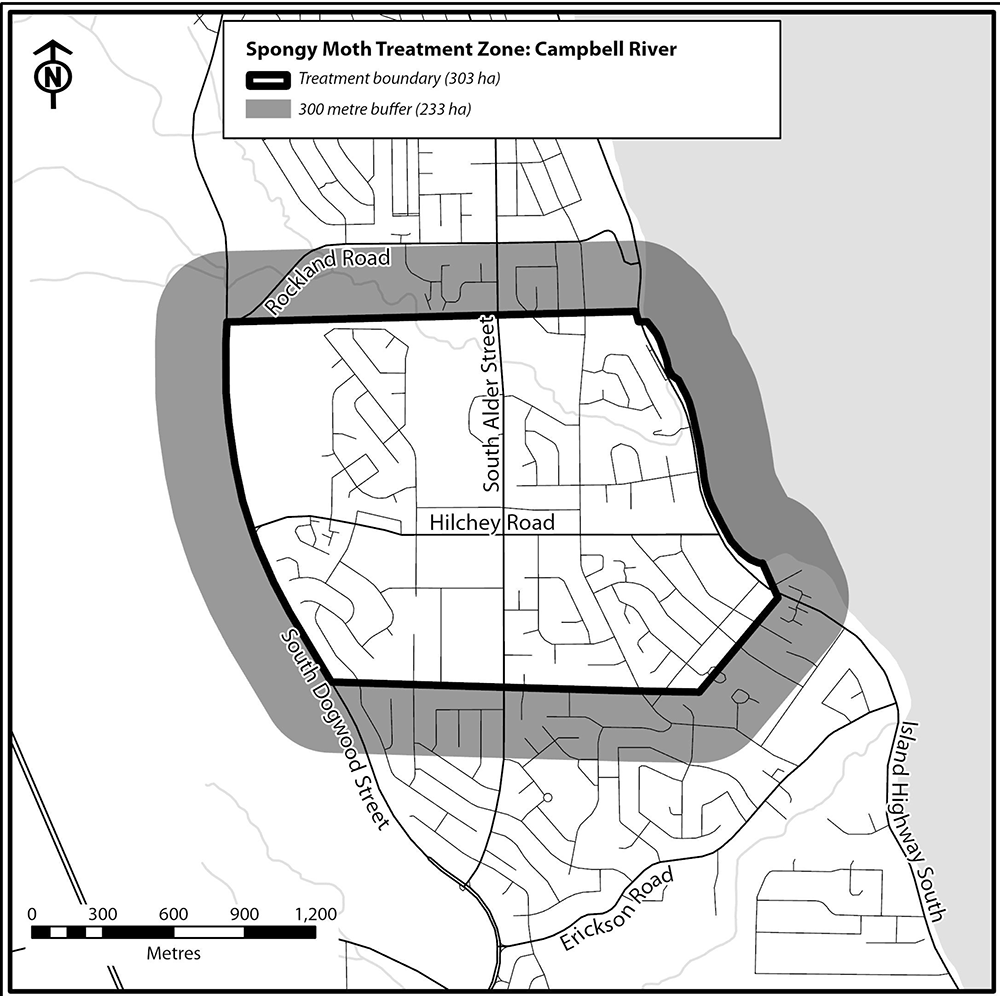 Spongy Moth Treatment Zone: Campbell River
N
Treatment boundary (303 ha)
300 metre buffer (233 ha)
Rockland Road
South Alder Street
Hilchey Road
South Dogwood Street
Island Highway South
Erickson Road
0 300 600 900 1,200
Metres